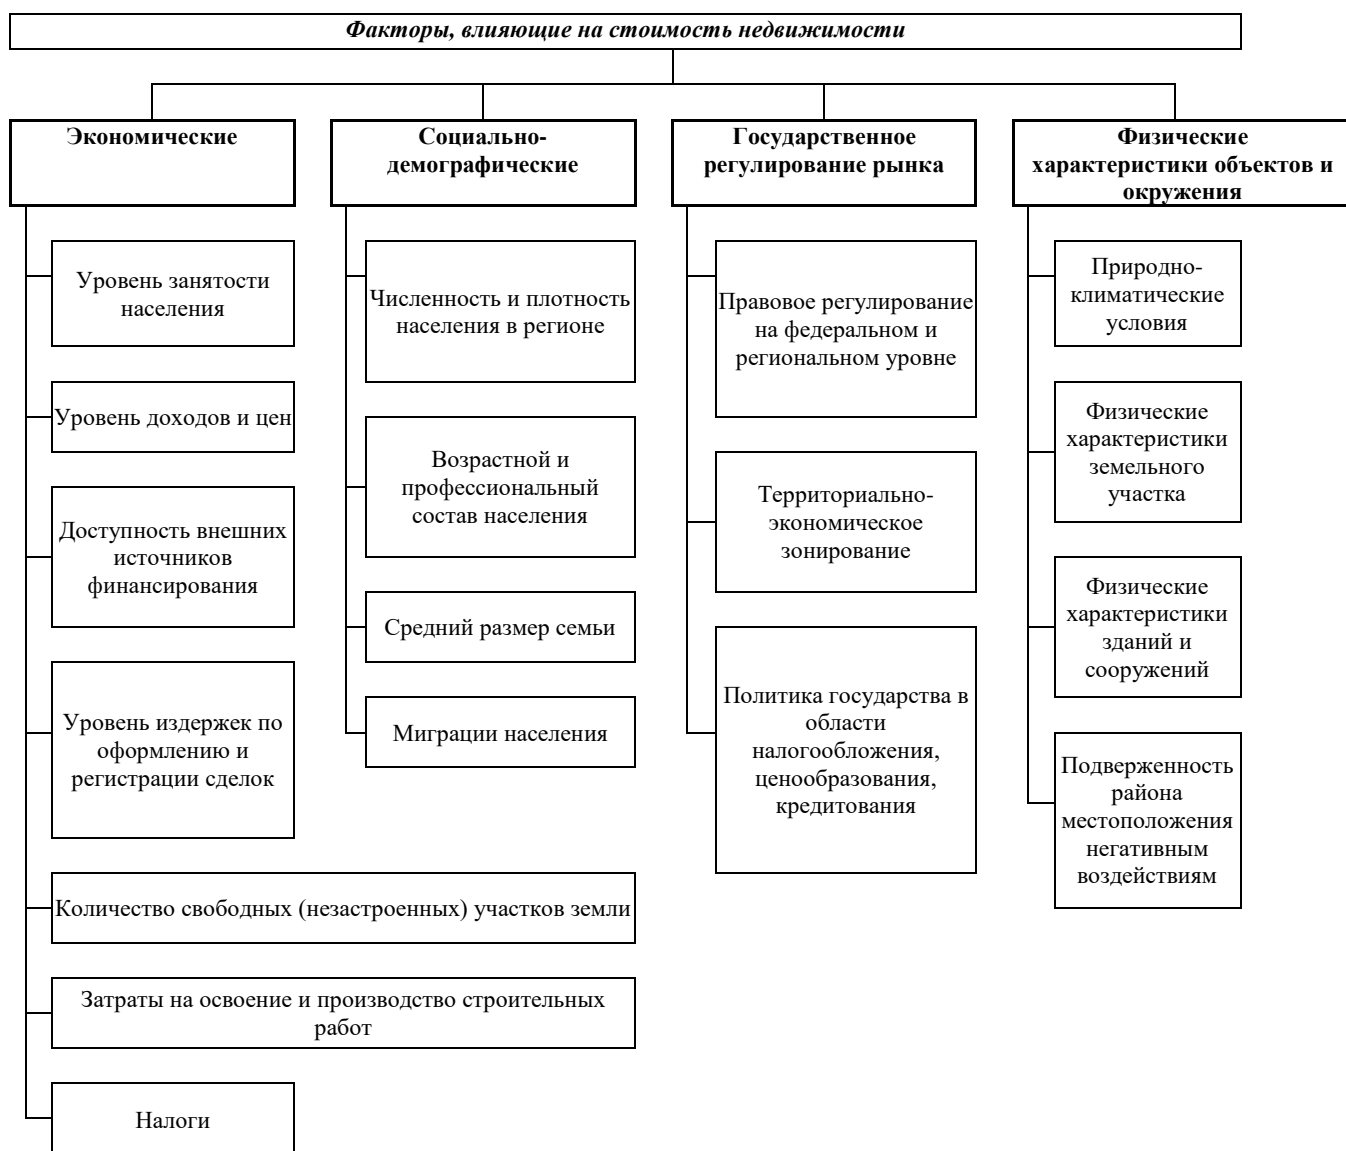 Факторы, влияющие на стоимость недвижимости
Экономические
Социально-
демографические
Государственное
регулирование рынка
Физические
характеристики объектов и
окружения
Уровень занятости
населения
Уровень доходов и цен
Доступность внешних
источников
финансирования
Уровень издержек по
оформлению и
регистрации сделок
Количество свободных (незастроенных) участков земли
Затраты на освоение и производство строительных
работ
Налоги
Численность и плотность
населения в регионе
Возрастной и
профессиональный
состав населения
Средний размер семьи
Миграции населения
Правовое регулирование
на федеральном и
региональном уровне
Территориально-
экономическое
зонирование
Политика государства в
области
налогообложения,
ценообразования,
кредитования
Природно-
климатические
условия
Физические
характеристики
земельного
участка
Физические
характеристики
зданий и
сооружений
Подверженность
района
местоположения
негативным
воздействиям